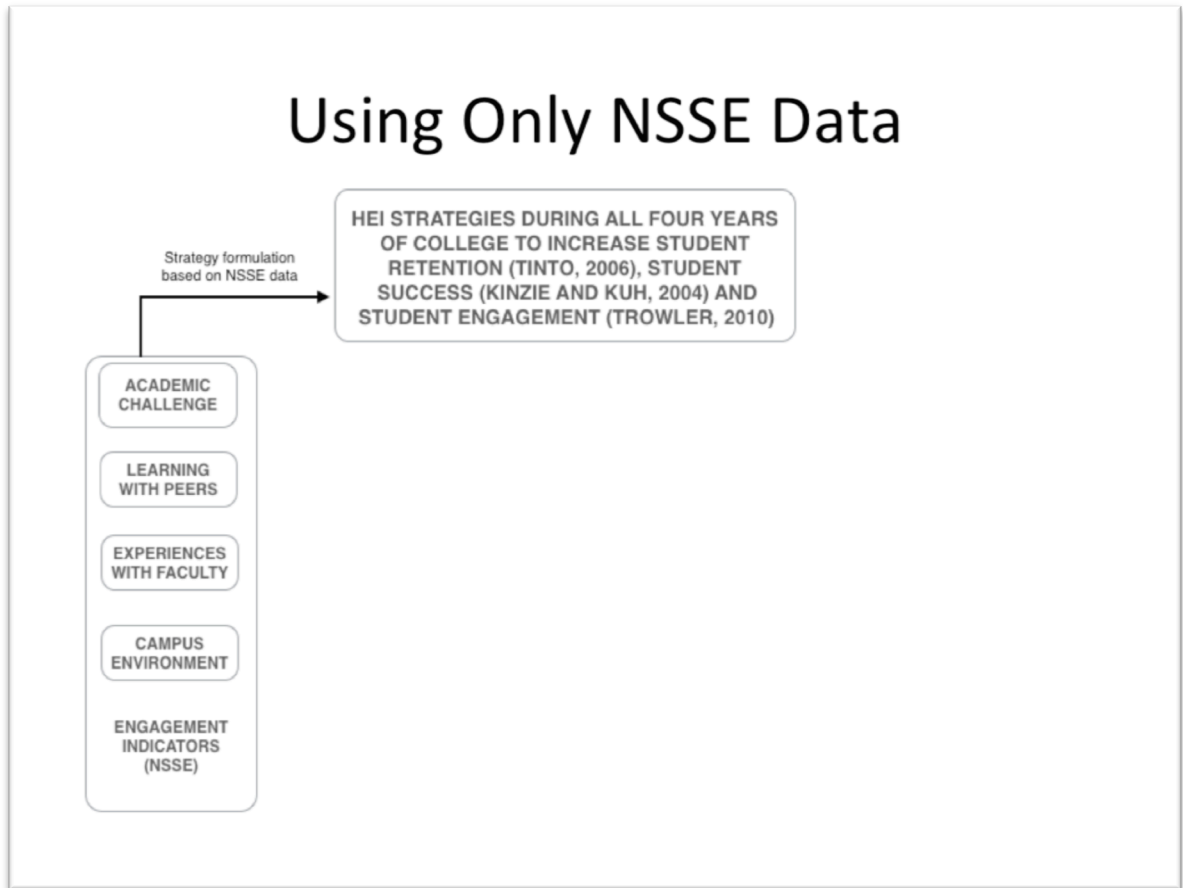 Using Only NSSE Data
HEI STRATEGIES DURING ALL FOUR YEARS
OF COLLEGE TO INCREASE STUDENT
RETENTION (TINTO, 2006), STUDENT
SUCCESS (KINZIE AND KUH, 2004) AND
STUDENT ENGAGEMENT (TROWLER, 2010)
Strategy formulation
based on NSSE data
ACADEMIC
CHALLENGE
LEARNING
WITH PEERS
EXPERIENCES
WITH FACULTY
CAMPUS
ENVIRONMENT
ENGAGEMENT
INDICATORS
(NSSE)